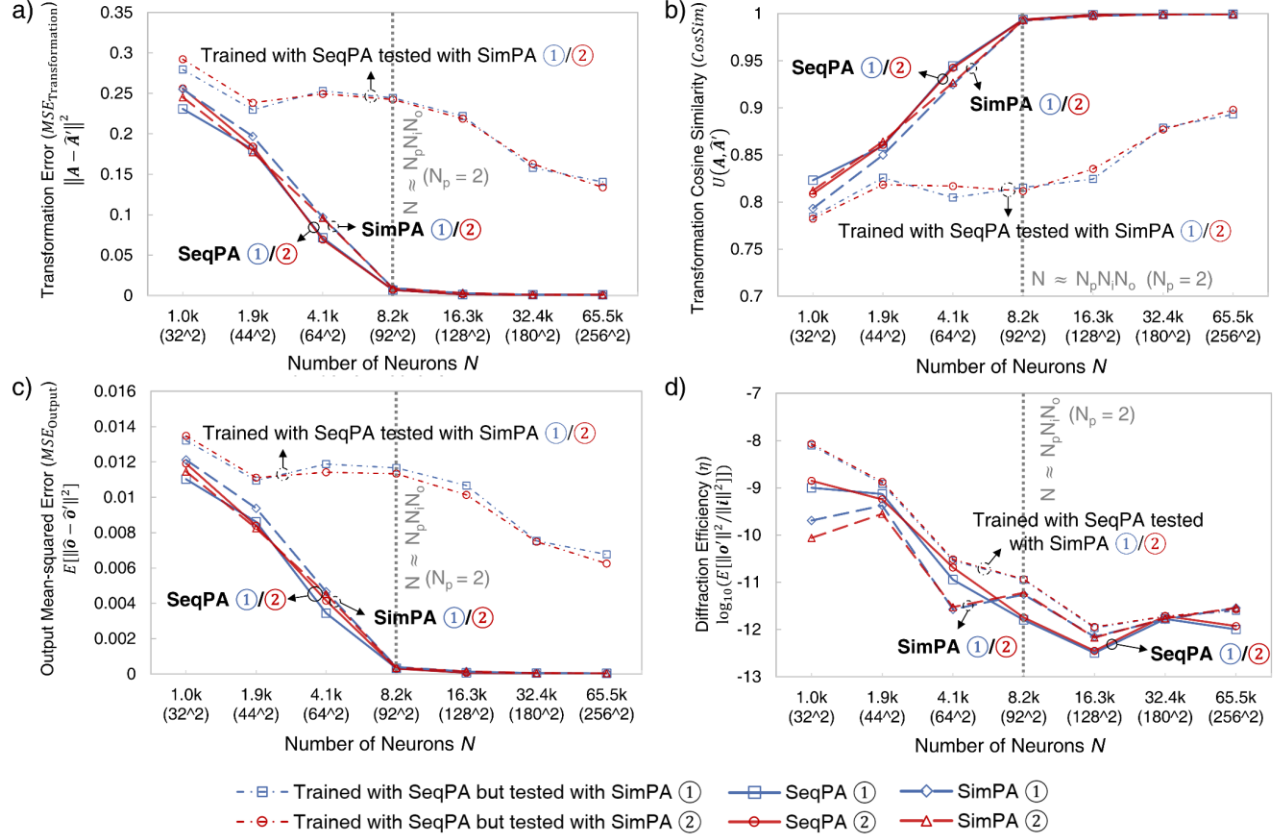 a)
Transformation Error (MSE_Transformation)
‖A − Â′‖²
0.35
0.3
0.25
0.2
0.15
0.1
0.05
0
Trained with SeqPA tested with SimPA ①/②
SimPA ①/②
SeqPA ①/②
N ≈ NₚNᵢNₒ
(Nₚ = 2)
1.0k 1.9k 4.1k 8.2k 16.3k 32.4k 65.5k
(32^2) (44^2) (64^2) (92^2) (128^2) (180^2) (256^2)
Number of Neurons N
b)
Transformation Cosine Similarity (CosSim)
U(A, Â′)
1
0.95
0.9
0.85
0.8
0.75
0.7
SeqPA ①/②
SimPA ①/②
Trained with SeqPA tested with SimPA ①/②
N ≈ NₚNᵢNₒ (Nₚ = 2)
1.0k 1.9k 4.1k 8.2k 16.3k 32.4k 65.5k
(32^2) (44^2) (64^2) (92^2) (128^2) (180^2) (256^2)
Number of Neurons N
c)
Output Mean-squared Error (MSE_Output)
E[‖ô − ô′‖²]
0.016
0.014
0.012
0.01
0.008
0.006
0.004
0.002
0
Trained with SeqPA tested with SimPA ①/②
SeqPA ①/②
SimPA ①/②
N ≈ NₚNᵢNₒ
(Nₚ = 2)
1.0k 1.9k 4.1k 8.2k 16.3k 32.4k 65.5k
(32^2) (44^2) (64^2) (92^2) (128^2) (180^2) (256^2)
Number of Neurons N
d)
Diffraction Efficiency (η)
log₁₀(E[‖o′‖²/‖i‖²])
-7
-8
-9
-10
-11
-12
-13
N ≈ NₚNᵢNₒ
(Nₚ = 2)
Trained with SeqPA tested
with SimPA ①/②
SimPA ①/②
SeqPA ①/②
1.0k 1.9k 4.1k 8.2k 16.3k 32.4k 65.5k
(32^2) (44^2) (64^2) (92^2) (128^2) (180^2) (256^2)
Number of Neurons N
Trained with SeqPA but tested with SimPA ① SeqPA ① SimPA ①
Trained with SeqPA but tested with SimPA ② SeqPA ② SimPA ②